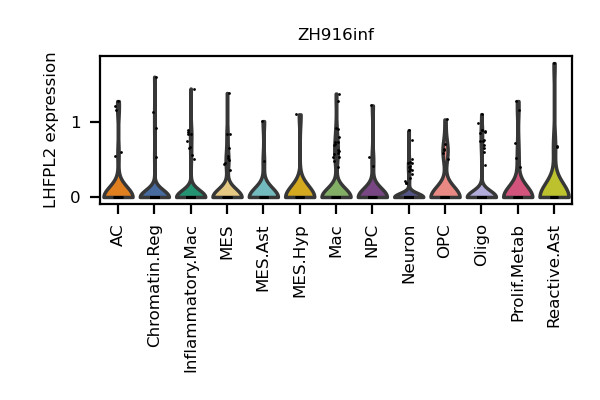 ZH916inf
LHFPL2 expression
1
0
AC
Chromatin.Reg
Inflammatory.Mac
MES
MES.Ast
MES.Hyp
Mac
NPC
Neuron
OPC
Oligo
Prolif.Metab
Reactive.Ast